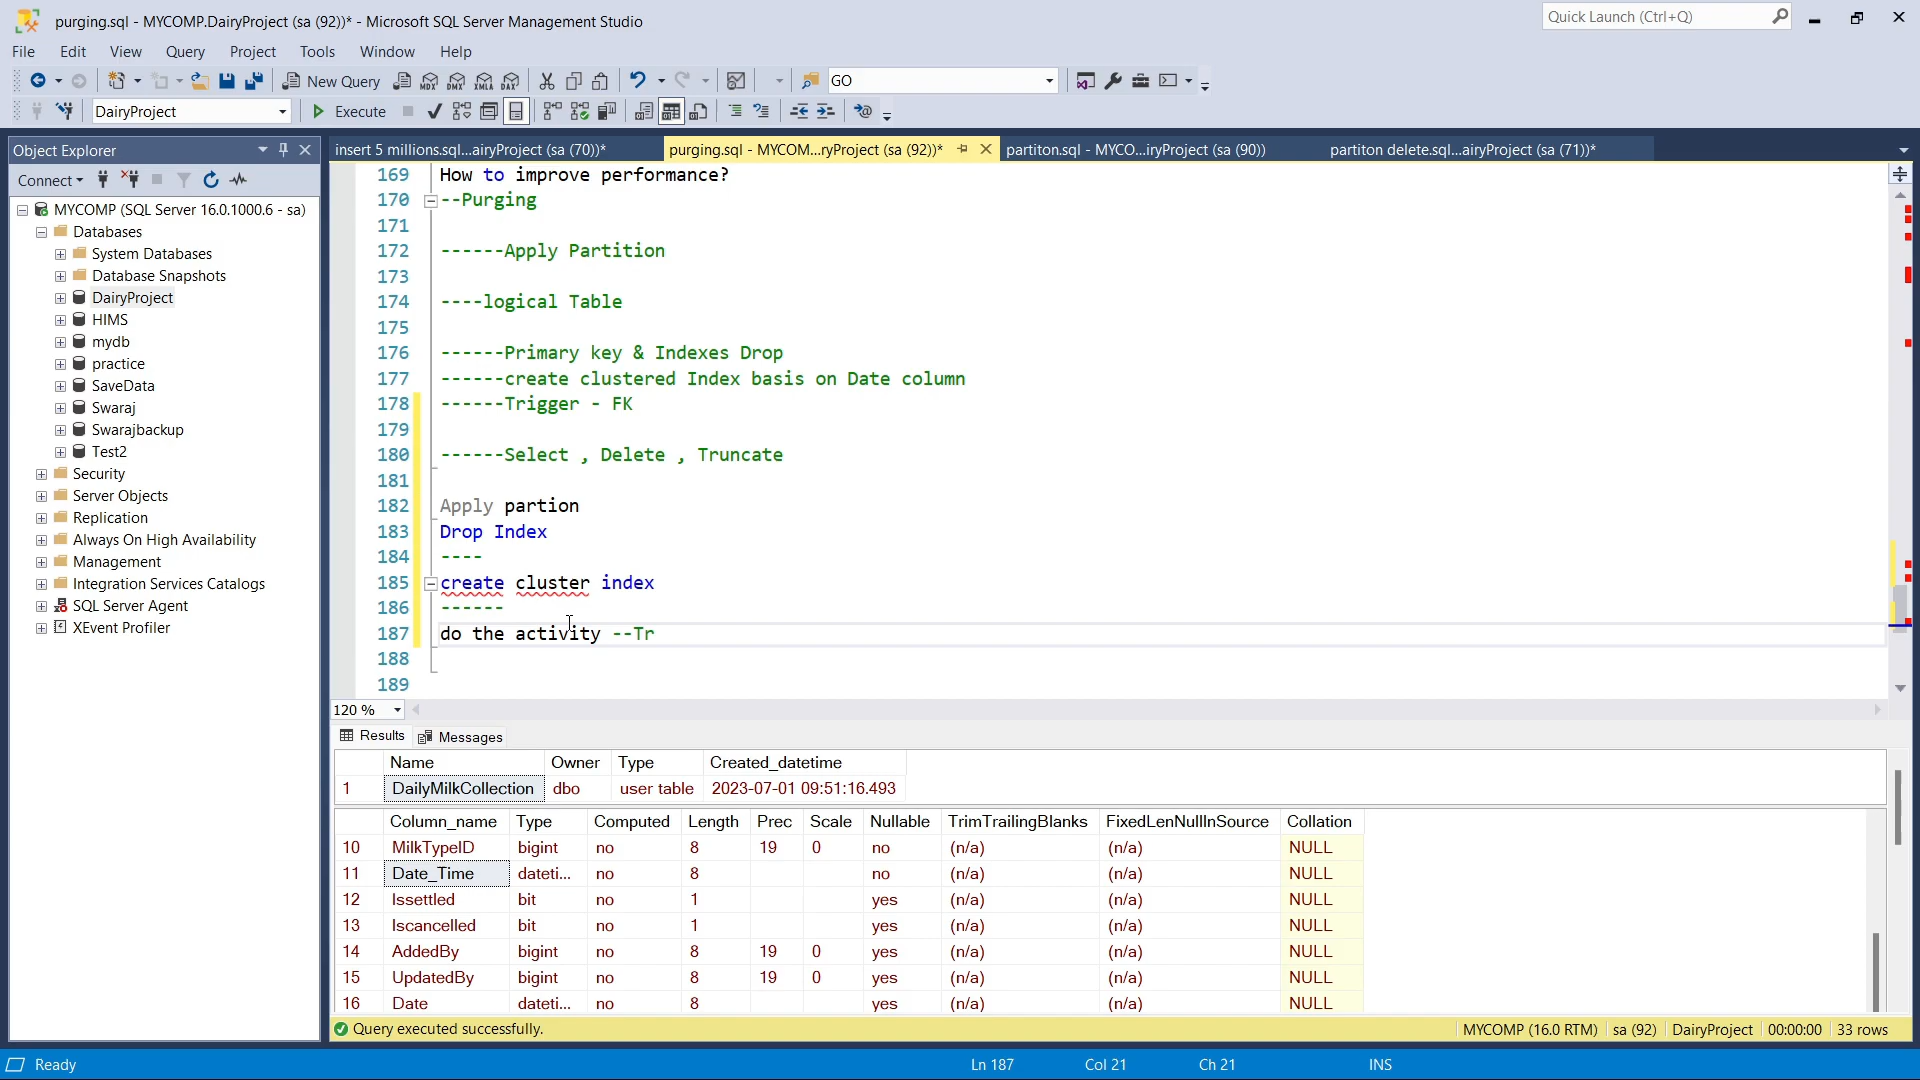 purging.sql - MYCOMP.DairyProject (sa (92))* - Microsoft SQL Server Management Studio
Quick Launch (Ctrl+Q)
File Edit View Query Project Tools Window Help
New Query MDX DMX XMLA DAX GO
DairyProject Execute
Object Explorer
insert 5 millions.sql...airyProject (sa (70))* purging.sql - MYCOM...ryProject (sa (92))* partiton.sql - MYCO...iryProject (sa (90)) partiton delete.sql...airyProject (sa (71))*
Connect
MYCOMP (SQL Server 16.0.1000.6 - sa)
Databases
System Databases
Database Snapshots
DairyProject
HIMS
mydb
practice
SaveData
Swaraj
Swarajbackup
Test2
Security
Server Objects
Replication
Always On High Availability
Management
Integration Services Catalogs
SQL Server Agent
XEvent Profiler
169 How to improve performance?
170 --Purging
171
172 ------Apply Partition
173
174 ----logical Table
175
176 ------Primary key & Indexes Drop
177 ------create clustered Index basis on Date column
178 ------Trigger - FK
179
180 ------Select , Delete , Truncate
181
182 Apply partion
183 Drop Index
184 ----
185 create cluster index
186 ------
187 do the activity --Tr
188
189
120 %
Results Messages
Name Owner Type Created_datetime
1 DailyMilkCollection dbo user table 2023-07-01 09:51:16.493
Column_name Type Computed Length Prec Scale Nullable TrimTrailingBlanks FixedLenNullInSource Collation
10 MilkTypeID bigint no 8 19 0 no (n/a) (n/a) NULL
11 Date_Time dateti... no 8 no (n/a) (n/a) NULL
12 Issettled bit no 1 yes (n/a) (n/a) NULL
13 Iscancelled bit no 1 yes (n/a) (n/a) NULL
14 AddedBy bigint no 8 19 0 yes (n/a) (n/a) NULL
15 UpdatedBy bigint no 8 19 0 yes (n/a) (n/a) NULL
16 Date dateti... no 8 yes (n/a) (n/a) NULL
Query executed successfully. MYCOMP (16.0 RTM) sa (92) DairyProject 00:00:00 33 rows
Ready Ln 187 Col 21 Ch 21 INS